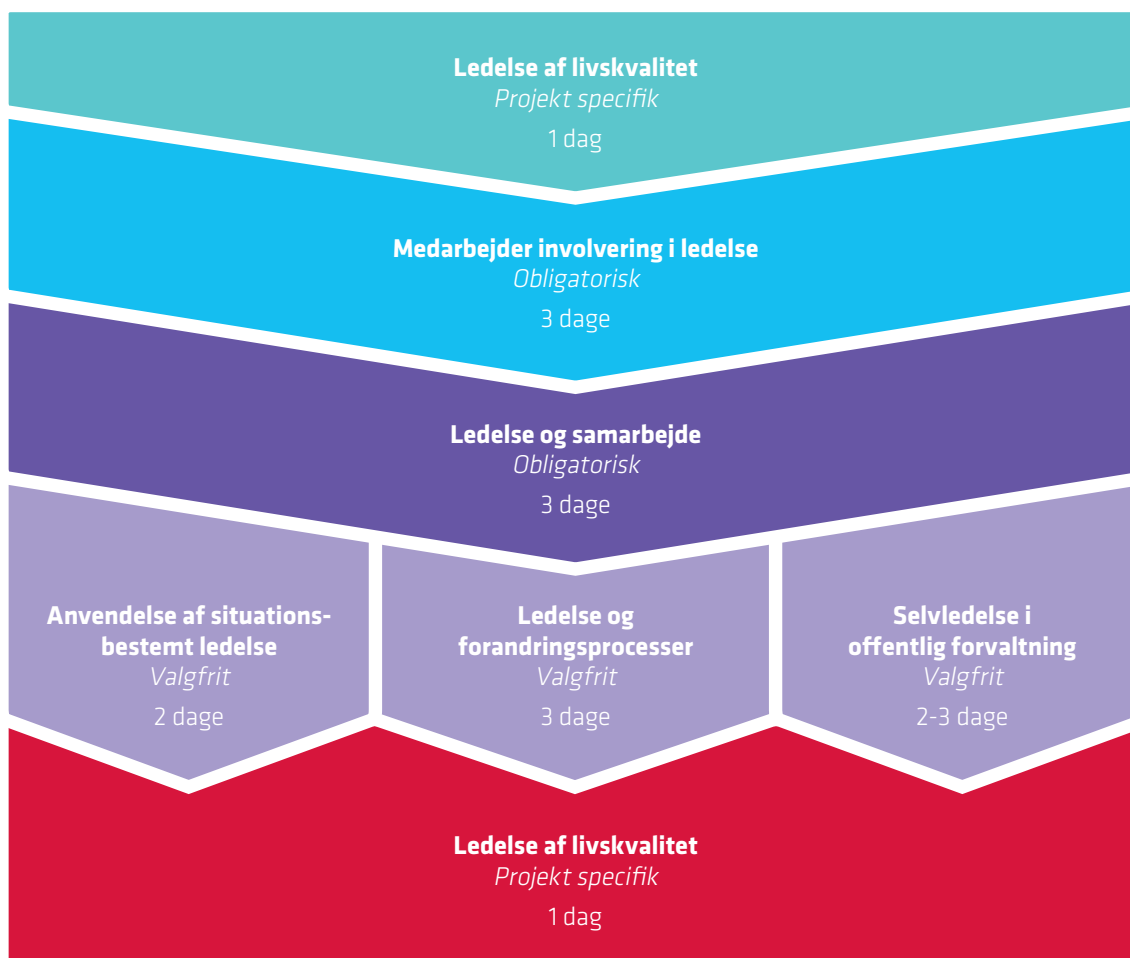 Ledelse af livskvalitet
Projekt specifik
1 dag
Medarbejder involvering i ledelse
Obligatorisk
3 dage
Ledelse og samarbejde
Obligatorisk
3 dage
Anvendelse af situations-
bestemt ledelse
Valgfrit
2 dage
Ledelse og
forandringsprocesser
Valgfrit
3 dage
Selvledelse i
offentlig forvaltning
Valgfrit
2-3 dage
Ledelse af livskvalitet
Projekt specifik
1 dag